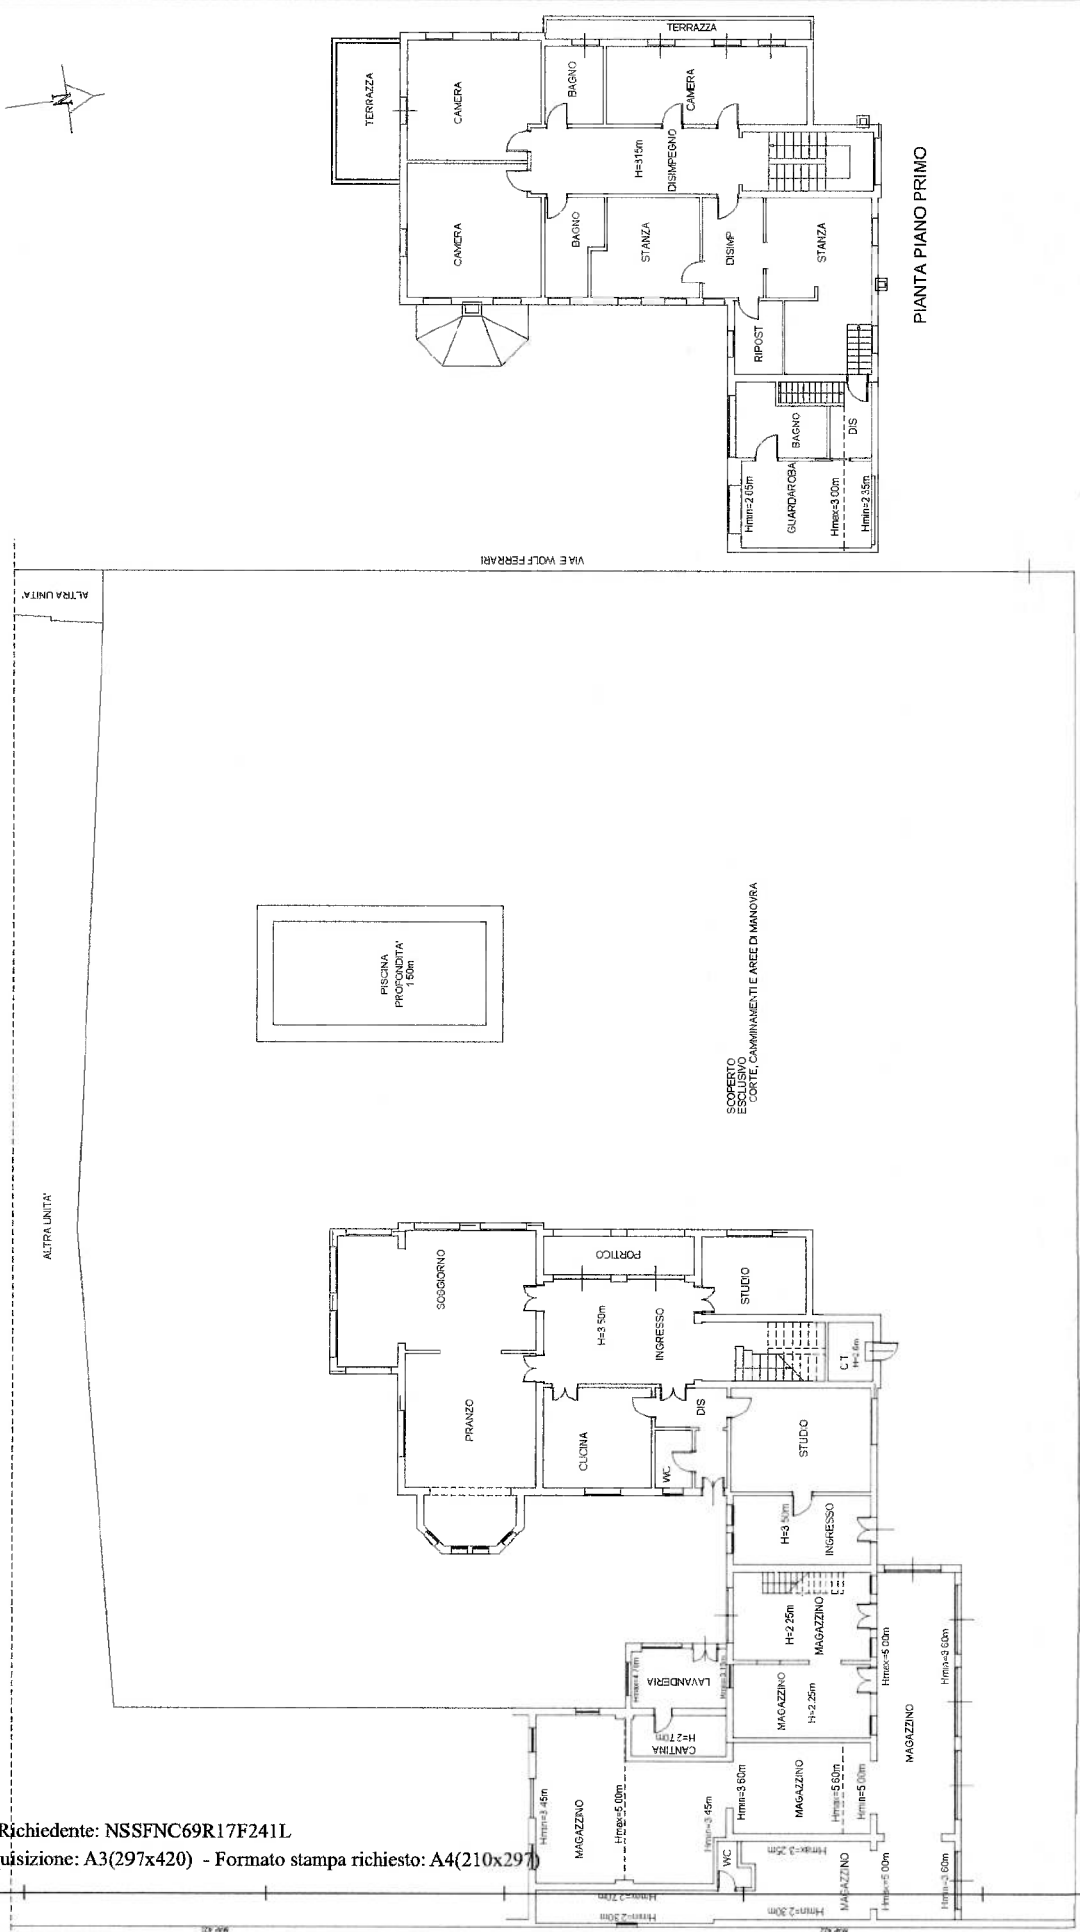 TERRAZZA
N
TERRAZZA
CAMERA
BAGNO
CAMERA
H=315m
DISIMPEGNO
CAMERA
BAGNO
STANZA
DISIMP
STANZA
RIPOST
BAGNO
DIS
GUARDAROBA
Hmax=3.00m
Hmin=2.35m
PIANTA PIANO PRIMO
VIA E WOLF FERRARI
ALTRA UNITA'
ALTRA UNITA'
PISCINA
PROFONDITA'
1.50m
SCOPERTO
ESCLUSIVO
CORTE, CAMMINAMENTI E AREE DI MANOVRA
SOGGIORNO
PORTICO
STUDIO
H=3.50m
INGRESSO
C.T
PRANZO
CUCINA
WC
DIS
STUDIO
H=3.50m
INGRESSO
H=2.25m
MAGAZZINO
LAVANDERIA
MAGAZZINO
H=2.25m
CANTINA
H=2.70m
Hmax=5.00m
Hmin=3.60m
MAGAZZINO
Hmin=3.45m
MAGAZZINO
Hmax=5.00m
Hmin=3.45m
Hmin=3.60m
MAGAZZINO
Hmax=5.60m
Hmin=5.00m
WC
Hmax=3.25m
MAGAZZINO
Hmax=5.00m
Hmin=3.60m
Hmax=2.70m
Hmin=2.30m
Hmin=2.30m
Richiedente: NSSFNC69R17F241L
uisizione: A3(297x420) - Formato stampa richiesto: A4(210x297)